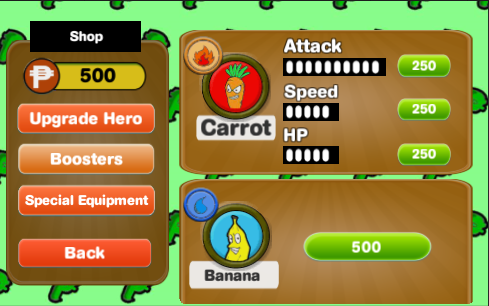 Shop
500
Upgrade Hero
Boosters
Special Equipment
Back
Attack
250
Speed
250
Carrot
HP
250
Banana
500